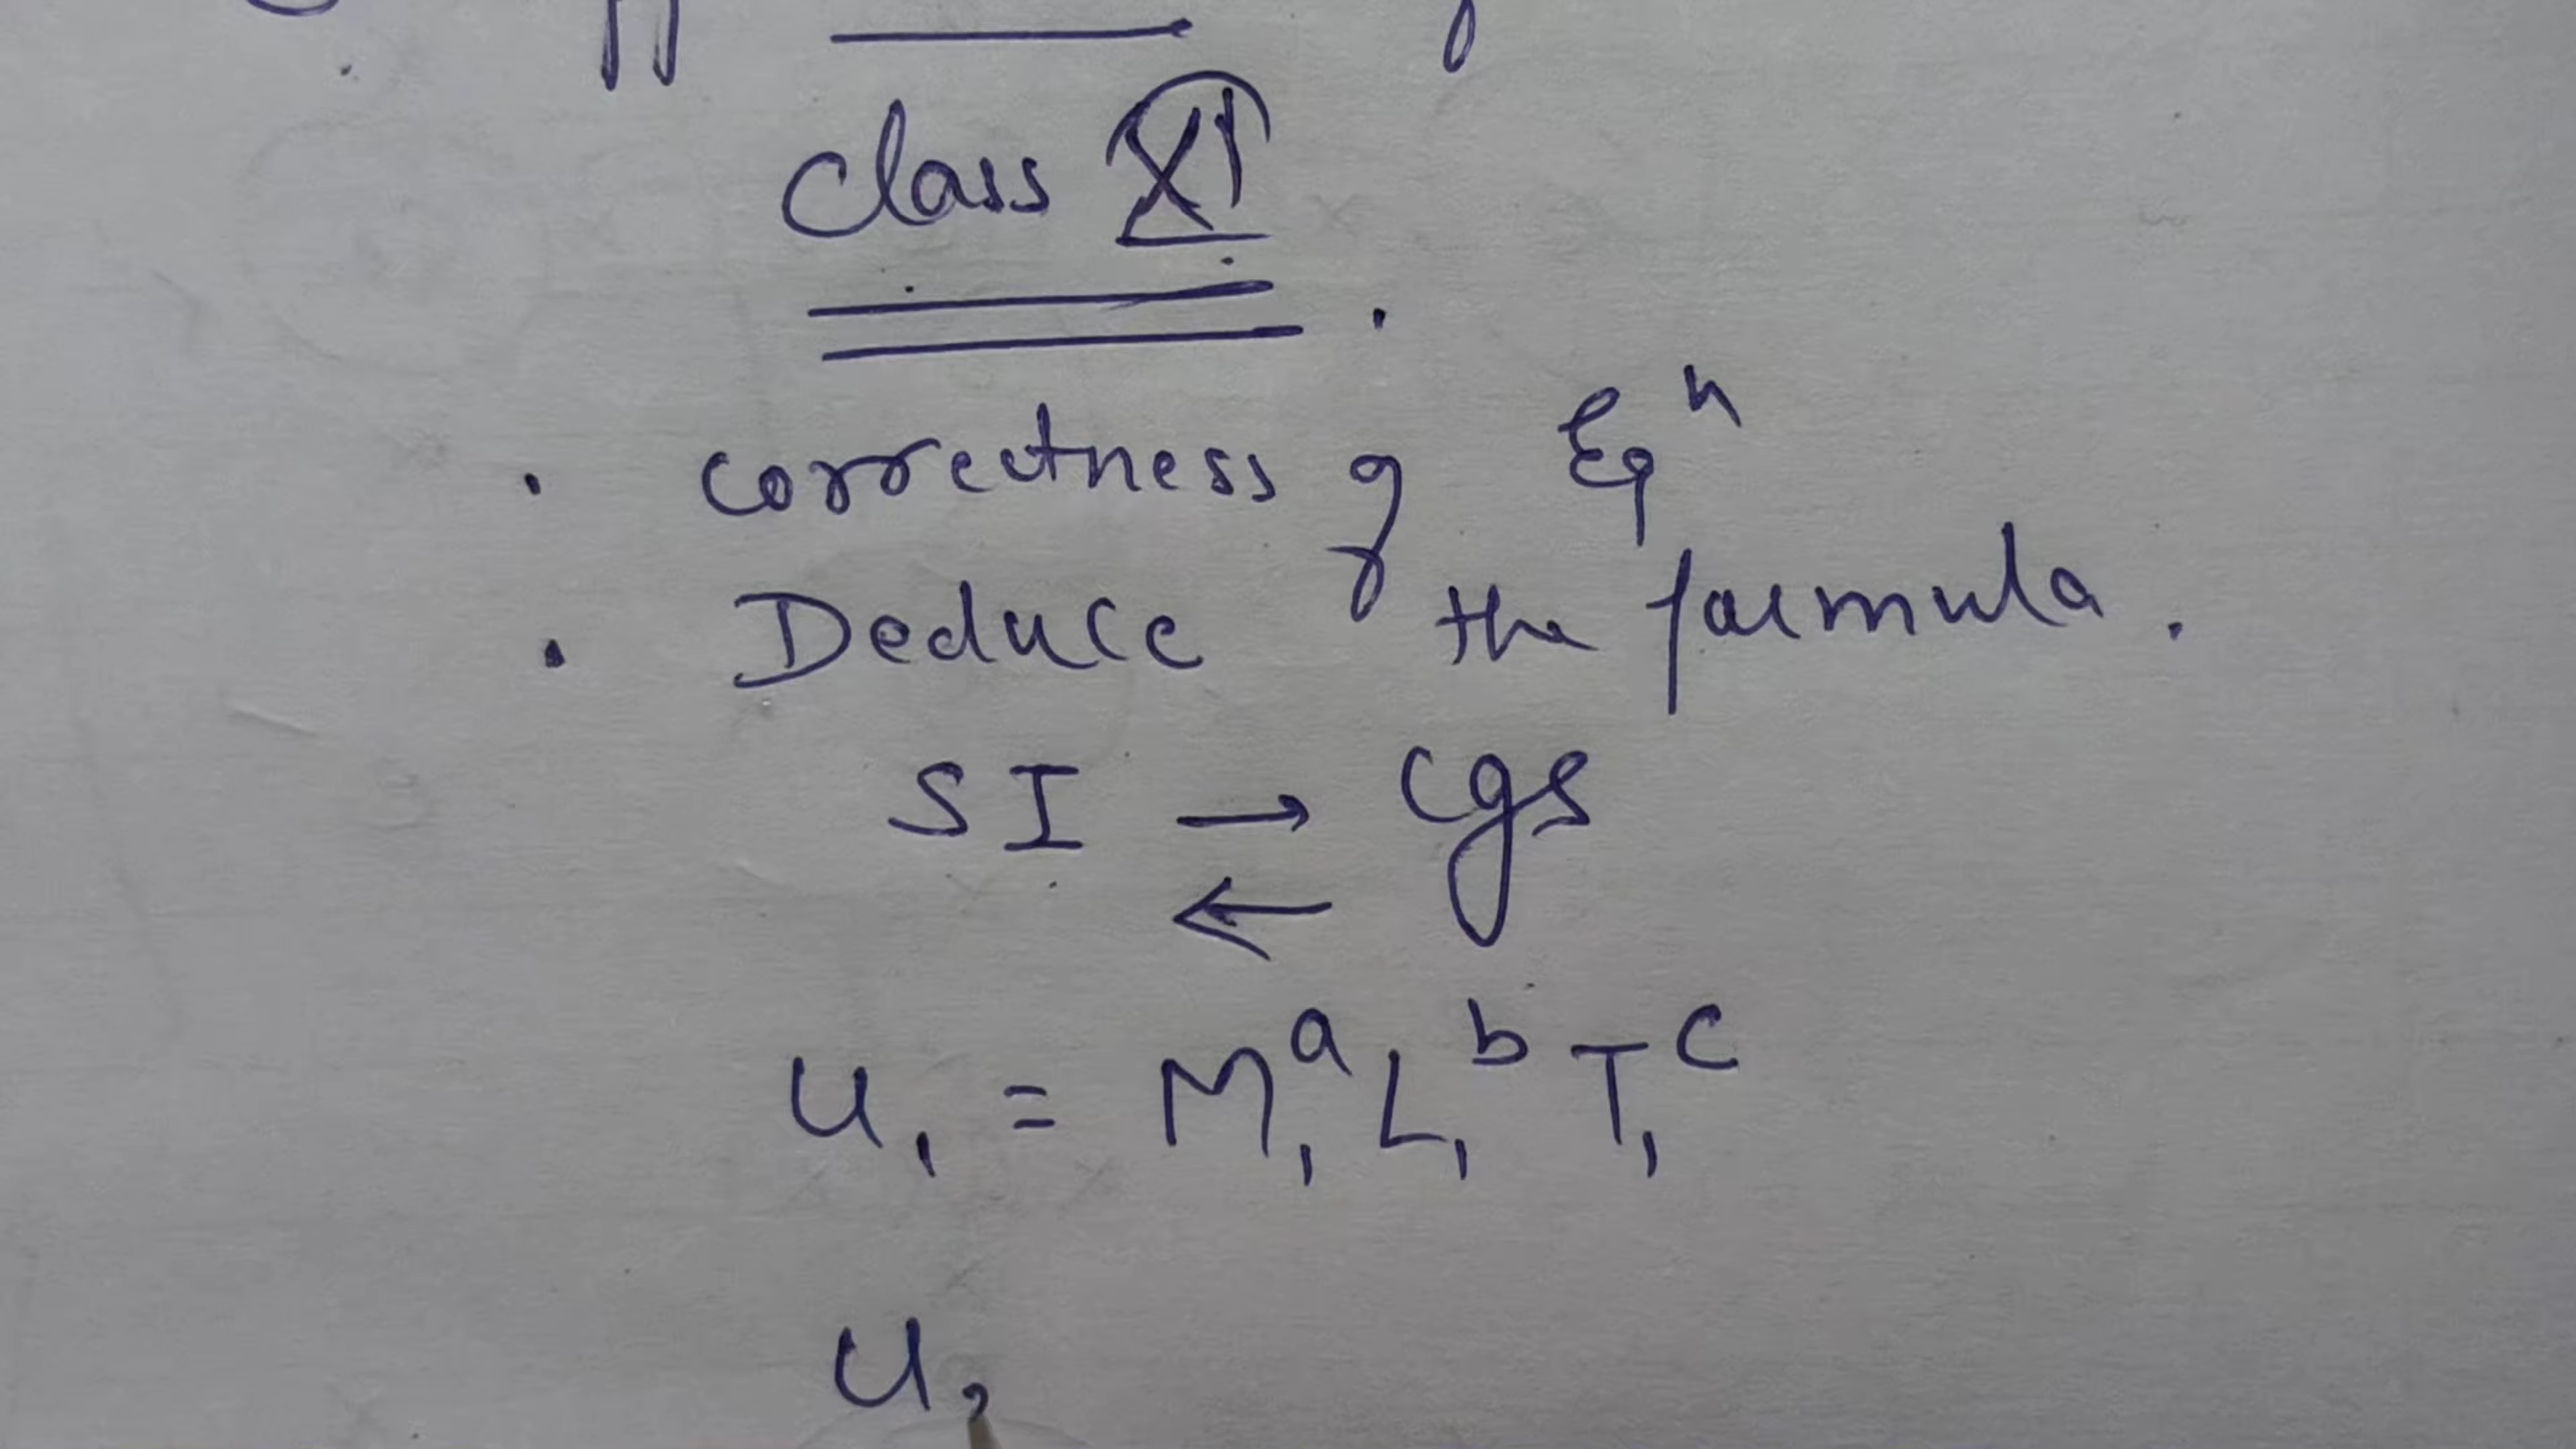 Class XI
. Correctness of Eqⁿ
. Deduce the formula.
SI → cgs
←
u₁ = M₁ᵃ L₁ᵇ T₁ᶜ
u₂